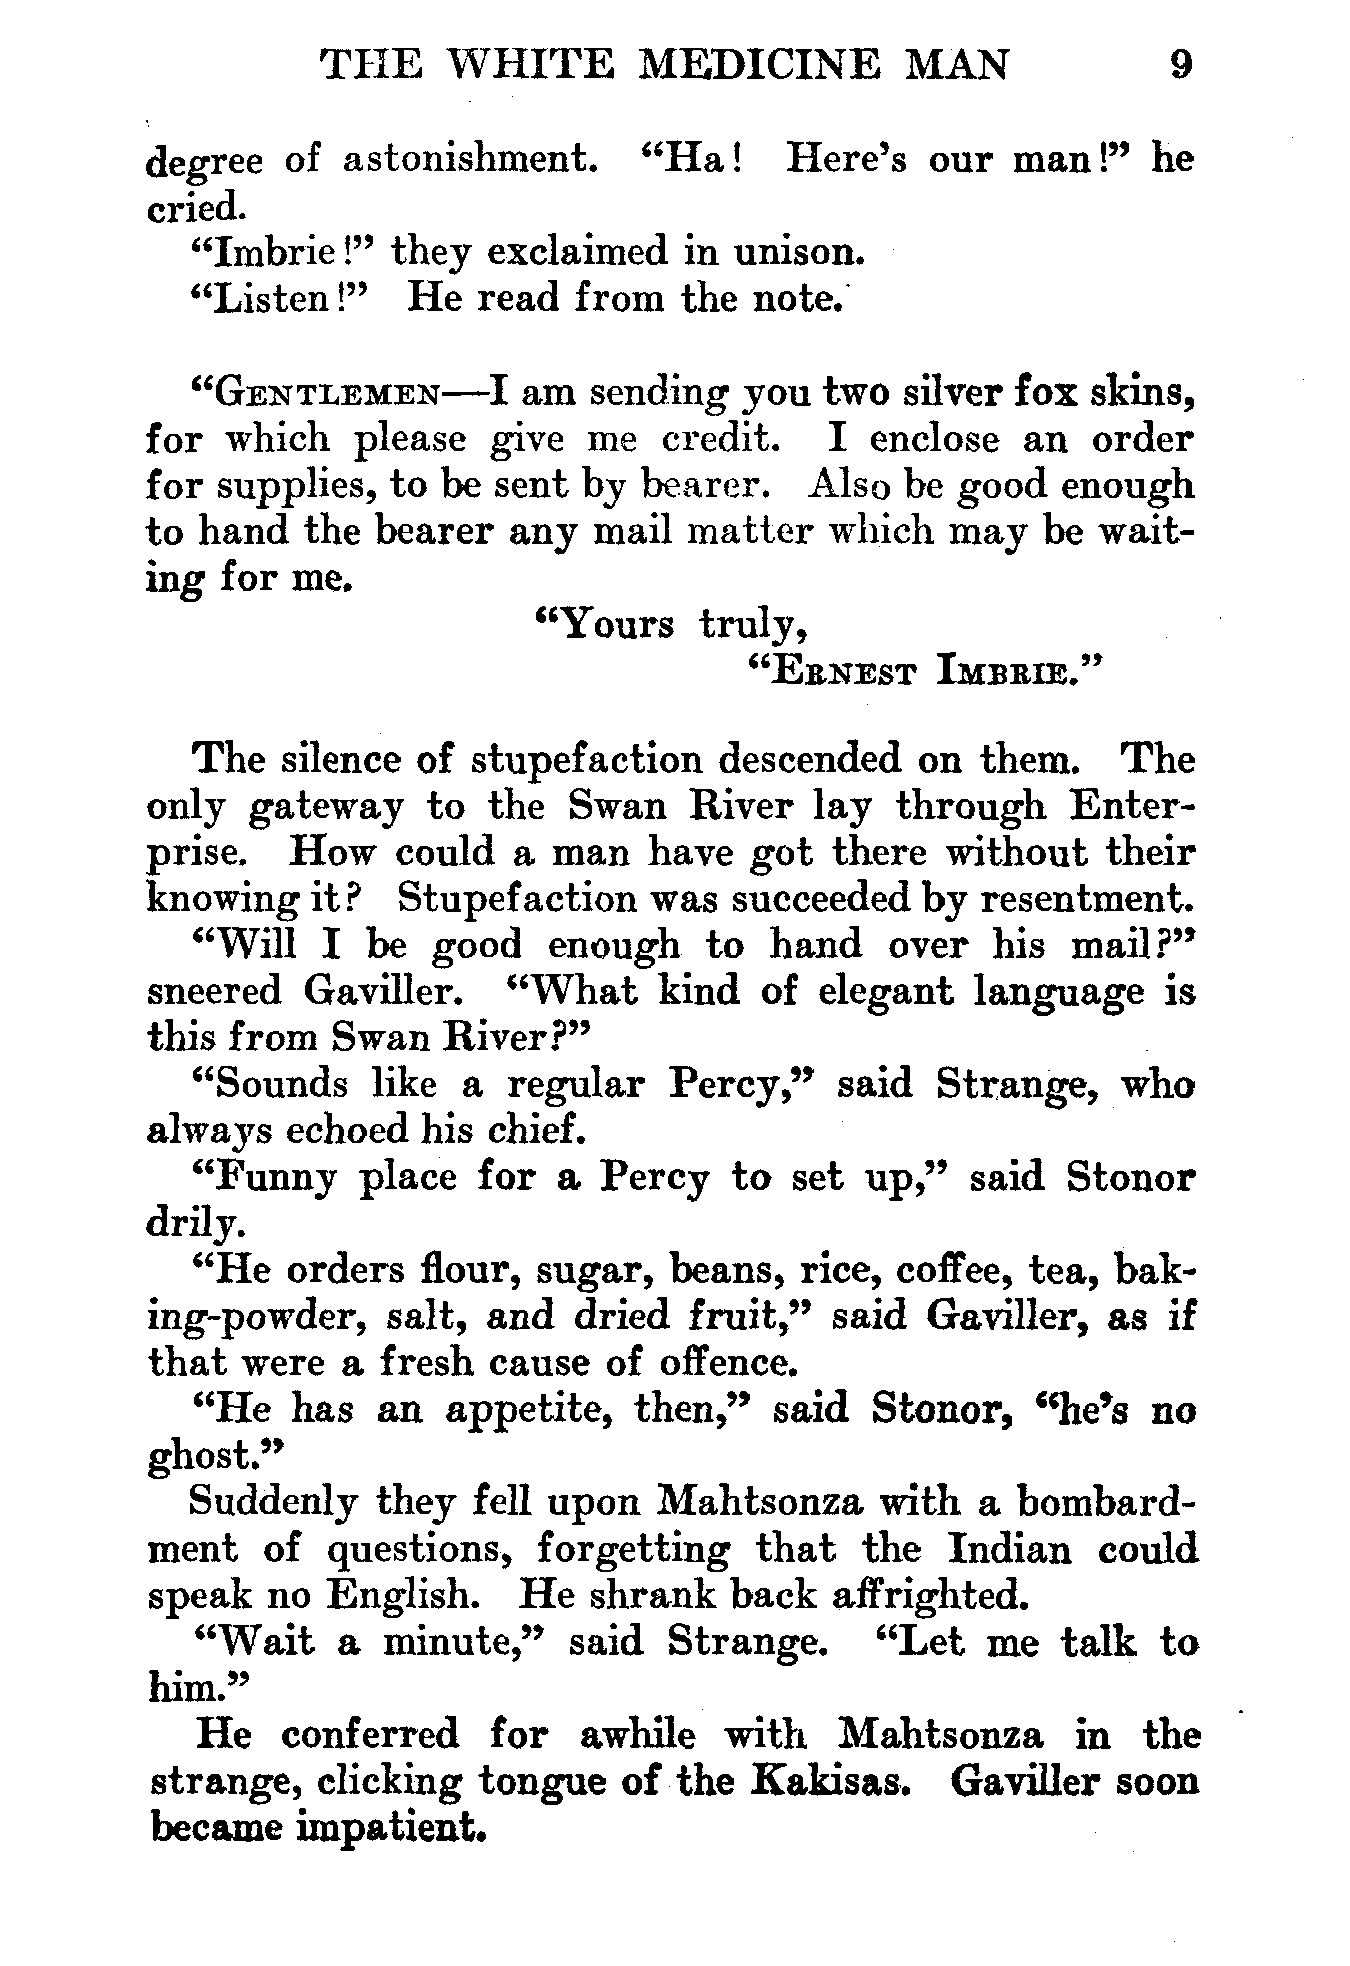 THE WHITE MEDICINE MAN 9
degree of astonishment. “Ha! Here’s our man!” he
cried.
“Imbrie!” they exclaimed in unison.
“Listen!” He read from the note.
“GENTLEMEN—I am sending you two silver fox skins,
for which please give me credit. I enclose an order
for supplies, to be sent by bearer. Also be good enough
to hand the bearer any mail matter which may be wait-
ing for me.
“Yours truly,
“ERNEST IMBRIE.”
The silence of stupefaction descended on them. The
only gateway to the Swan River lay through Enter-
prise. How could a man have got there without their
knowing it? Stupefaction was succeeded by resentment.
“Will I be good enough to hand over his mail?”
sneered Gaviller. “What kind of elegant language is
this from Swan River?”
“Sounds like a regular Percy,” said Strange, who
always echoed his chief.
“Funny place for a Percy to set up,” said Stonor
drily.
“He orders flour, sugar, beans, rice, coffee, tea, bak-
ing-powder, salt, and dried fruit,” said Gaviller, as if
that were a fresh cause of offence.
“He has an appetite, then,” said Stonor, “he’s no
ghost.”
Suddenly they fell upon Mahtsonza with a bombard-
ment of questions, forgetting that the Indian could
speak no English. He shrank back affrighted.
“Wait a minute,” said Strange. “Let me talk to
him.”
He conferred for awhile with Mahtsonza in the
strange, clicking tongue of the Kakisas. Gaviller soon
became impatient.